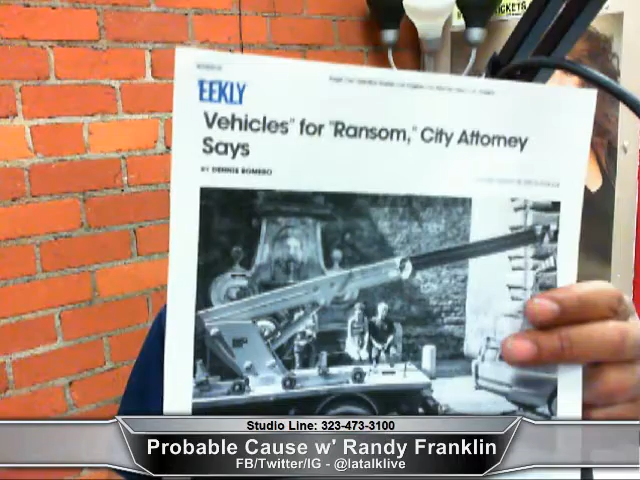 EEKLY
Vehicles" for "Ransom," City Attorney
Says
BY DENNIS ROMERO
Studio Line: 323-473-3100
Probable Cause w' Randy Franklin
FB/Twitter/IG - @latalklive